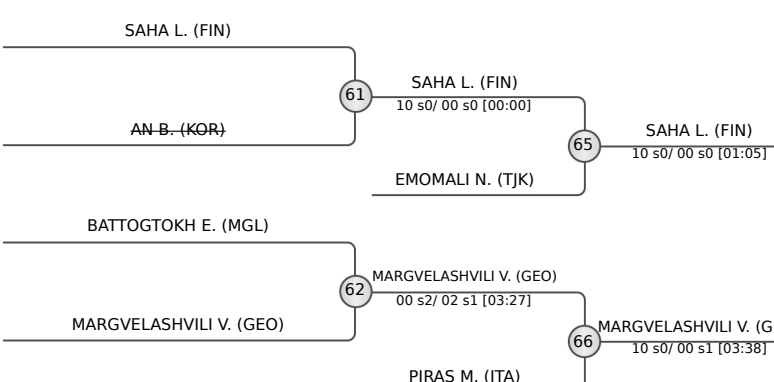 SAHA L. (FIN)
61
AN B. (KOR)
SAHA L. (FIN)
10 s0/ 00 s0 [00:00]
65
EMOMALI N. (TJK)
SAHA L. (FIN)
10 s0/ 00 s0 [01:05]
BATTOGTOKH E. (MGL)
62
MARGVELASHVILI V. (GEO)
MARGVELASHVILI V. (GEO)
00 s2/ 02 s1 [03:27]
66
PIRAS M. (ITA)
MARGVELASHVILI V. (G
10 s0/ 00 s1 [03:38]